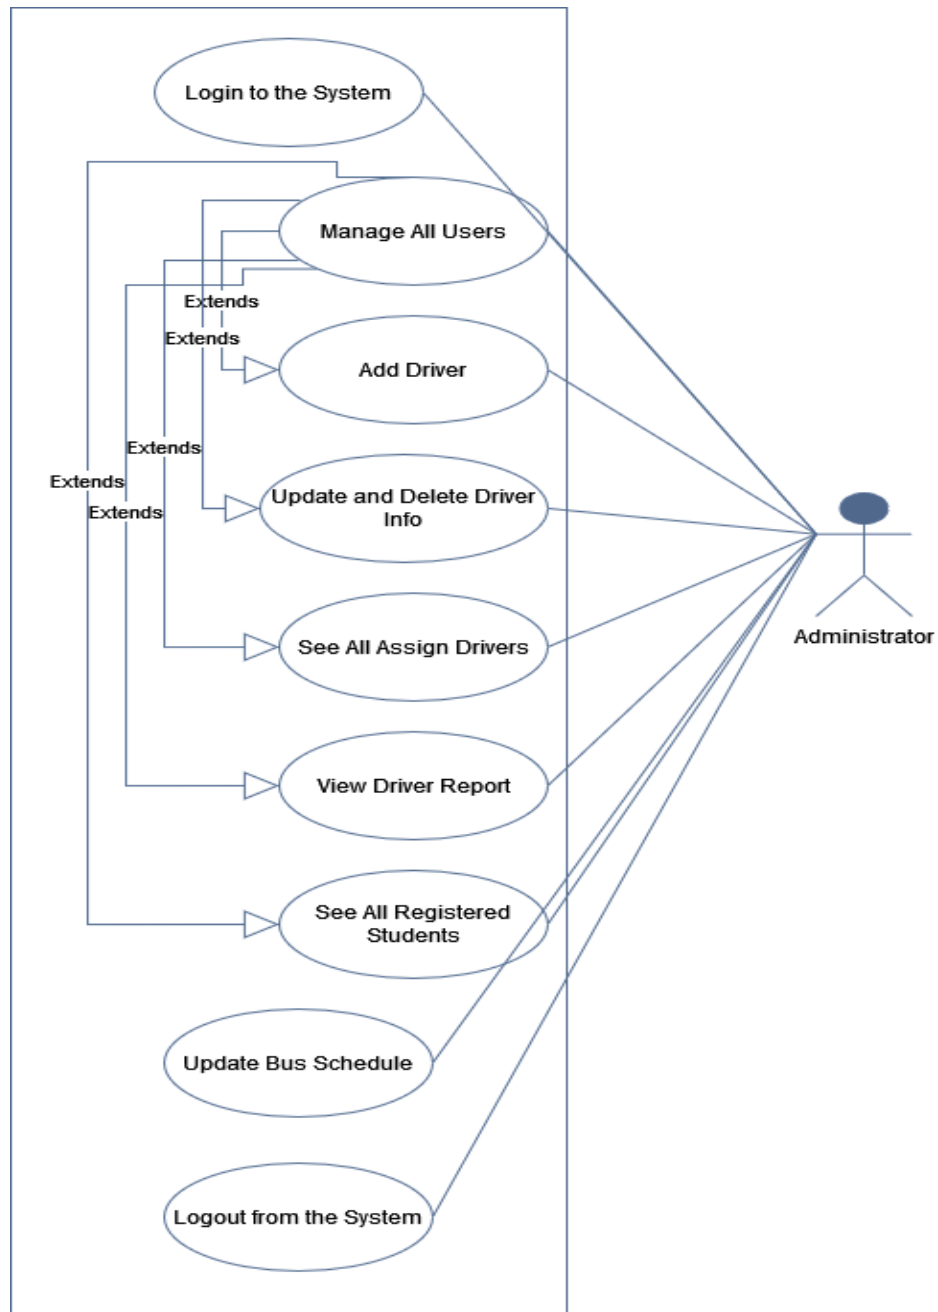 Login to the System
Manage All Users
Extends
Extends
Add Driver
Extends
Extends
Extends
Update and Delete Driver
Info
See All Assign Drivers
Administrator
View Driver Report
See All Registered
Students
Update Bus Schedule
Logout from the System